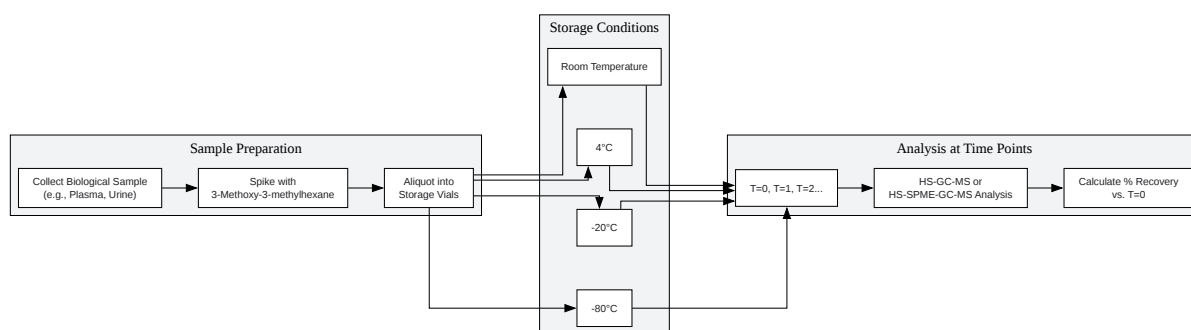 Sample Preparation
Collect Biological Sample
(e.g., Plasma, Urine)
Spike with
3-Methoxy-3-methylhexane
Aliquot into
Storage Vials
Storage Conditions
Room Temperature
4°C
-20°C
-80°C
Analysis at Time Points
T=0, T=1, T=2...
HS-GC-MS or
HS-SPME-GC-MS Analysis
Calculate % Recovery
vs. T=0